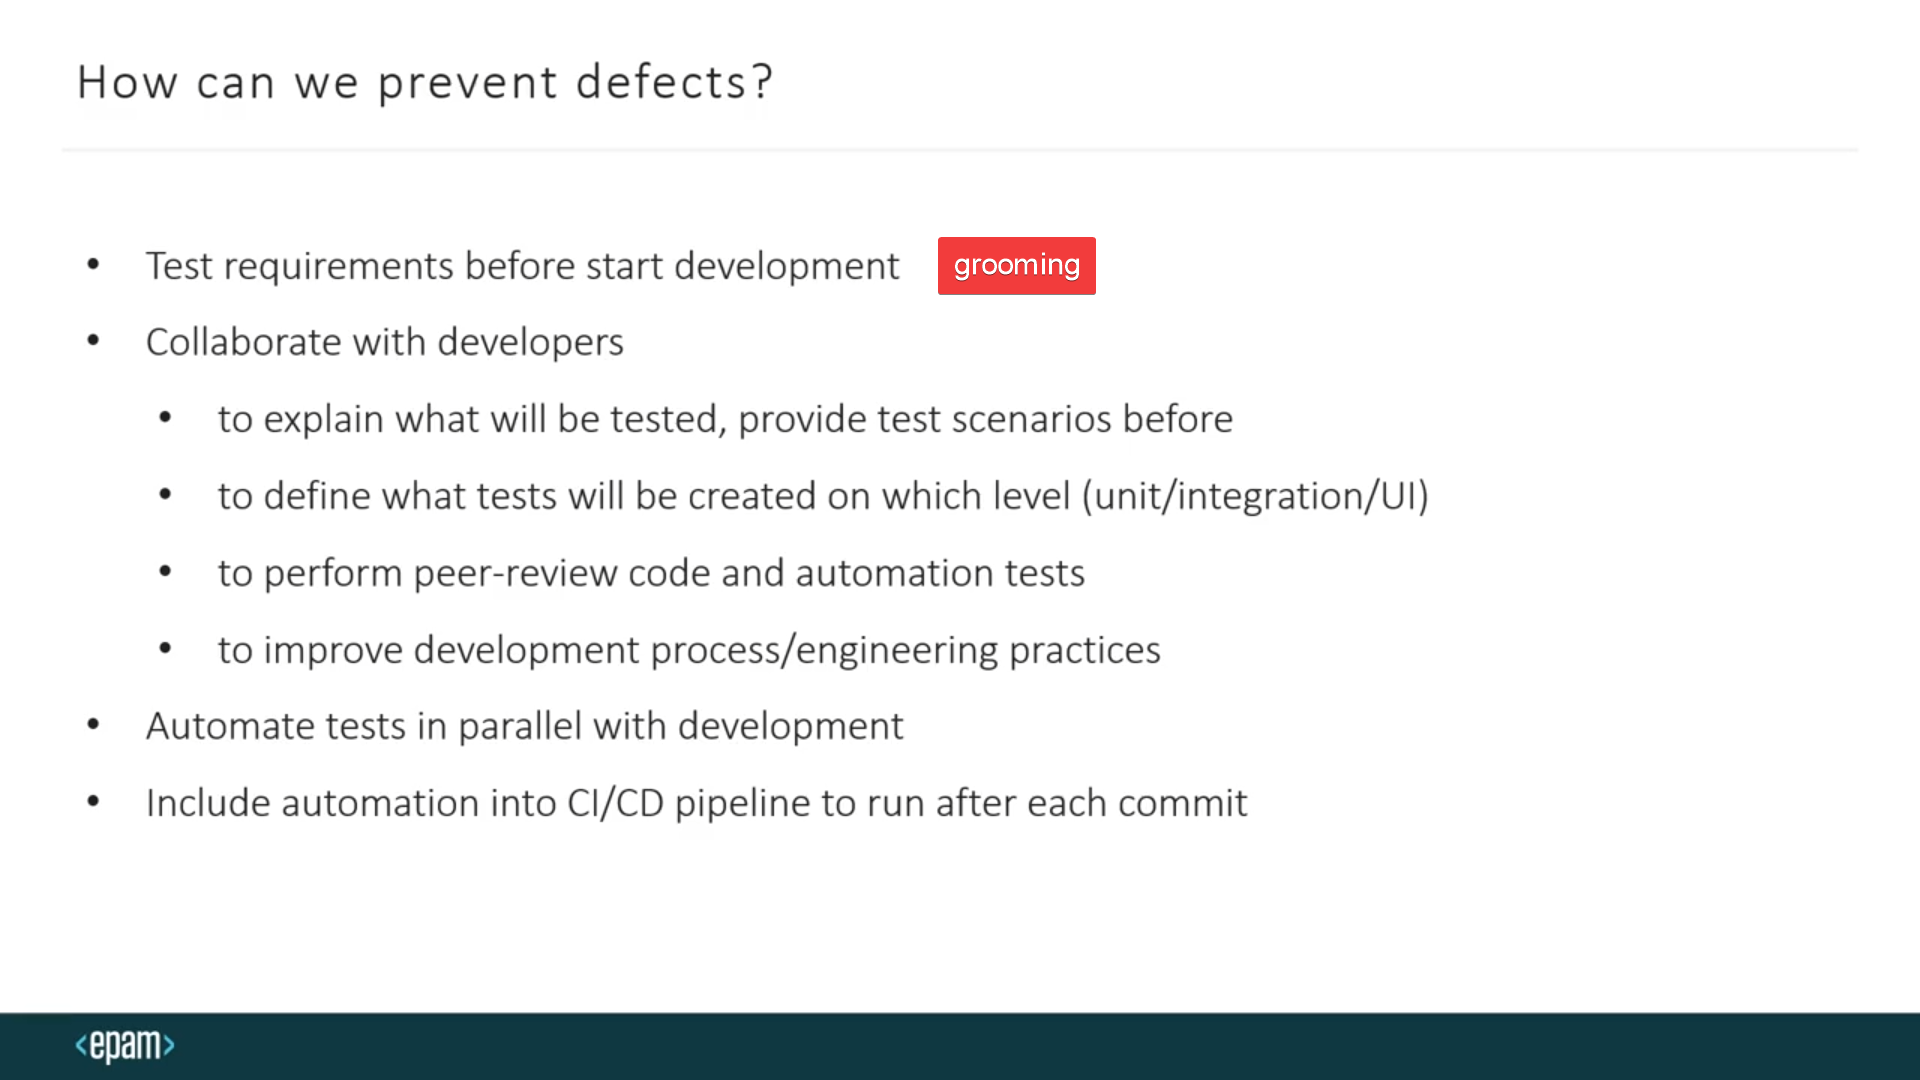 How can we prevent defects?
• Test requirements before start development grooming
• Collaborate with developers
• to explain what will be tested, provide test scenarios before
• to define what tests will be created on which level (unit/integration/UI)
• to perform peer-review code and automation tests
• to improve development process/engineering practices
• Automate tests in parallel with development
• Include automation into CI/CD pipeline to run after each commit
<epam>